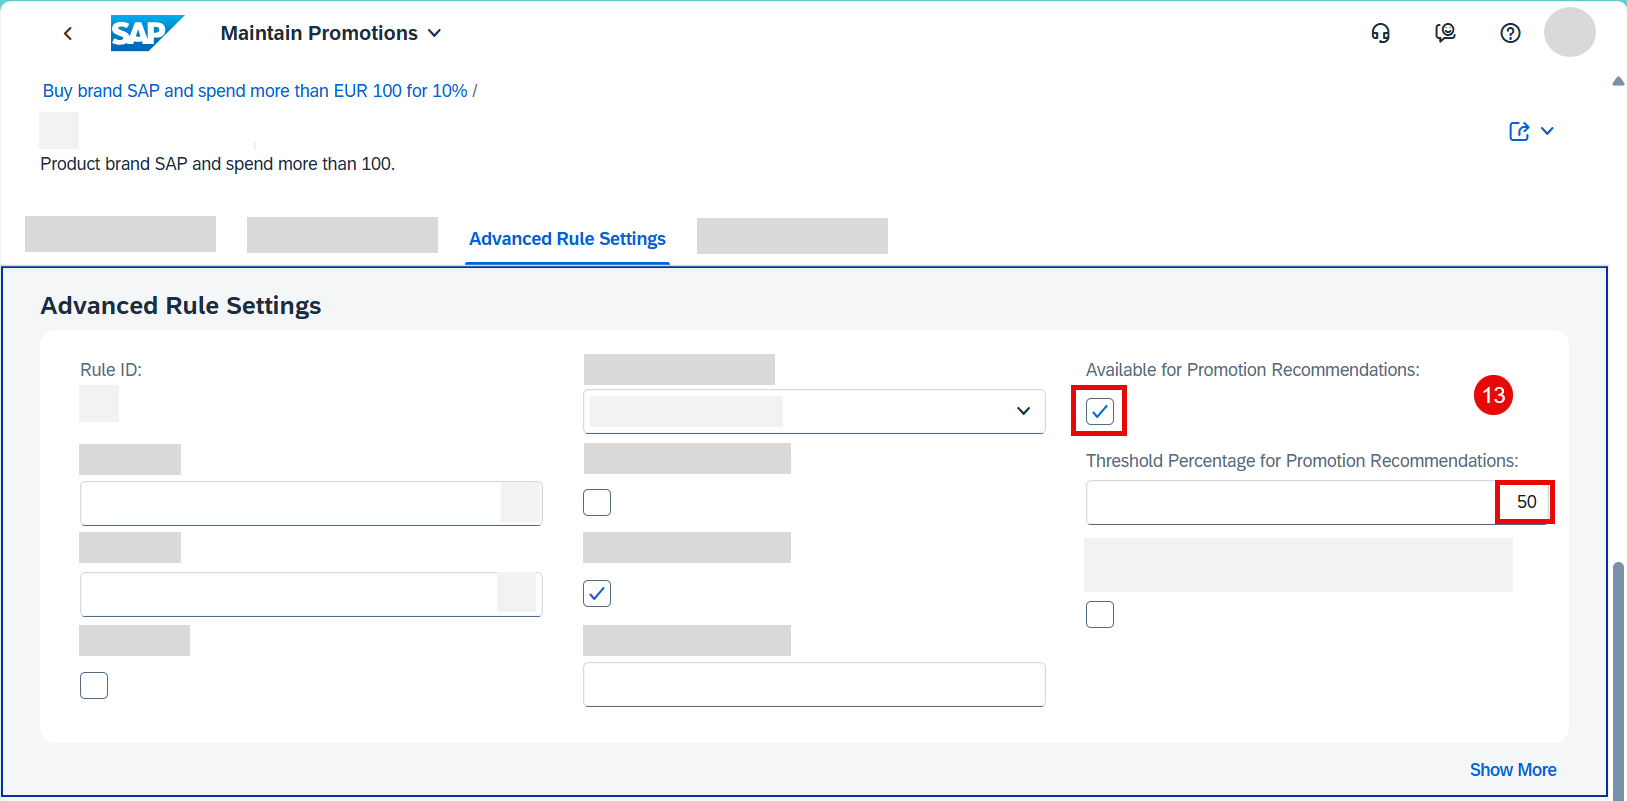 SAP
Maintain Promotions
Buy brand SAP and spend more than EUR 100 for 10% /
Product brand SAP and spend more than 100.
Advanced Rule Settings
Advanced Rule Settings
Rule ID:
Available for Promotion Recommendations:
13
Threshold Percentage for Promotion Recommendations:
50
Show More